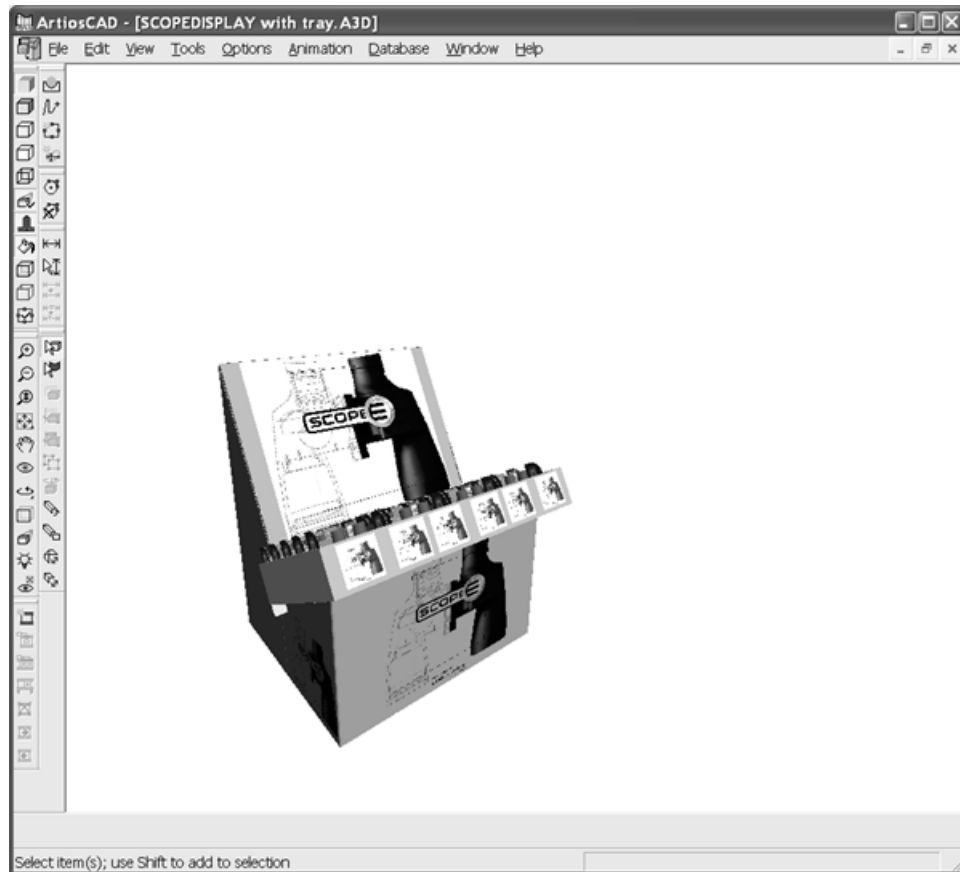 ArtiosCAD - [SCOPEDISPLAY with tray.A3D]
File Edit View Tools Options Animation Database Window Help
SCOPE
SCOPE
Select item(s); use Shift to add to selection